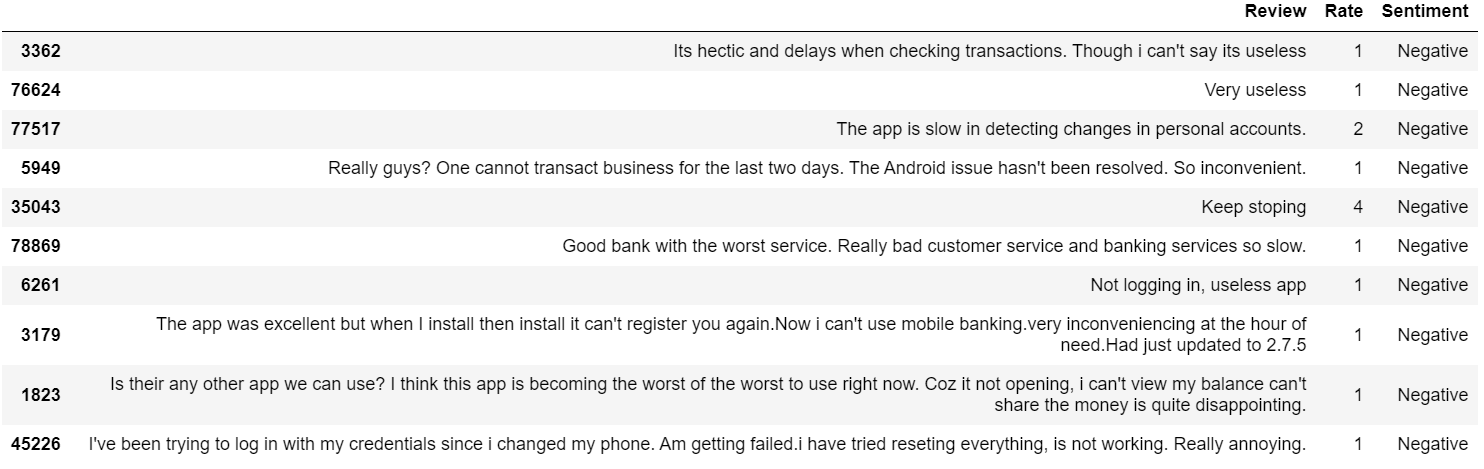 Review Rate Sentiment
3362 Its hectic and delays when checking transactions. Though i can't say its useless 1 Negative
76624 Very useless 1 Negative
77517 The app is slow in detecting changes in personal accounts. 2 Negative
5949 Really guys? One cannot transact business for the last two days. The Android issue hasn't been resolved. So inconvenient. 1 Negative
35043 Keep stoping 4 Negative
78869 Good bank with the worst service. Really bad customer service and banking services so slow. 1 Negative
6261 Not logging in, useless app 1 Negative
3179 The app was excellent but when I install then install it can't register you again.Now i can't use mobile banking.very inconveniencing at the hour of
need.Had just updated to 2.7.5 1 Negative
1823 Is their any other app we can use? I think this app is becoming the worst of the worst to use right now. Coz it not opening, i can't view my balance can't
share the money is quite disappointing. 1 Negative
45226 I've been trying to log in with my credentials since i changed my phone. Am getting failed.i have tried reseting everything, is not working. Really annoying. 1 Negative